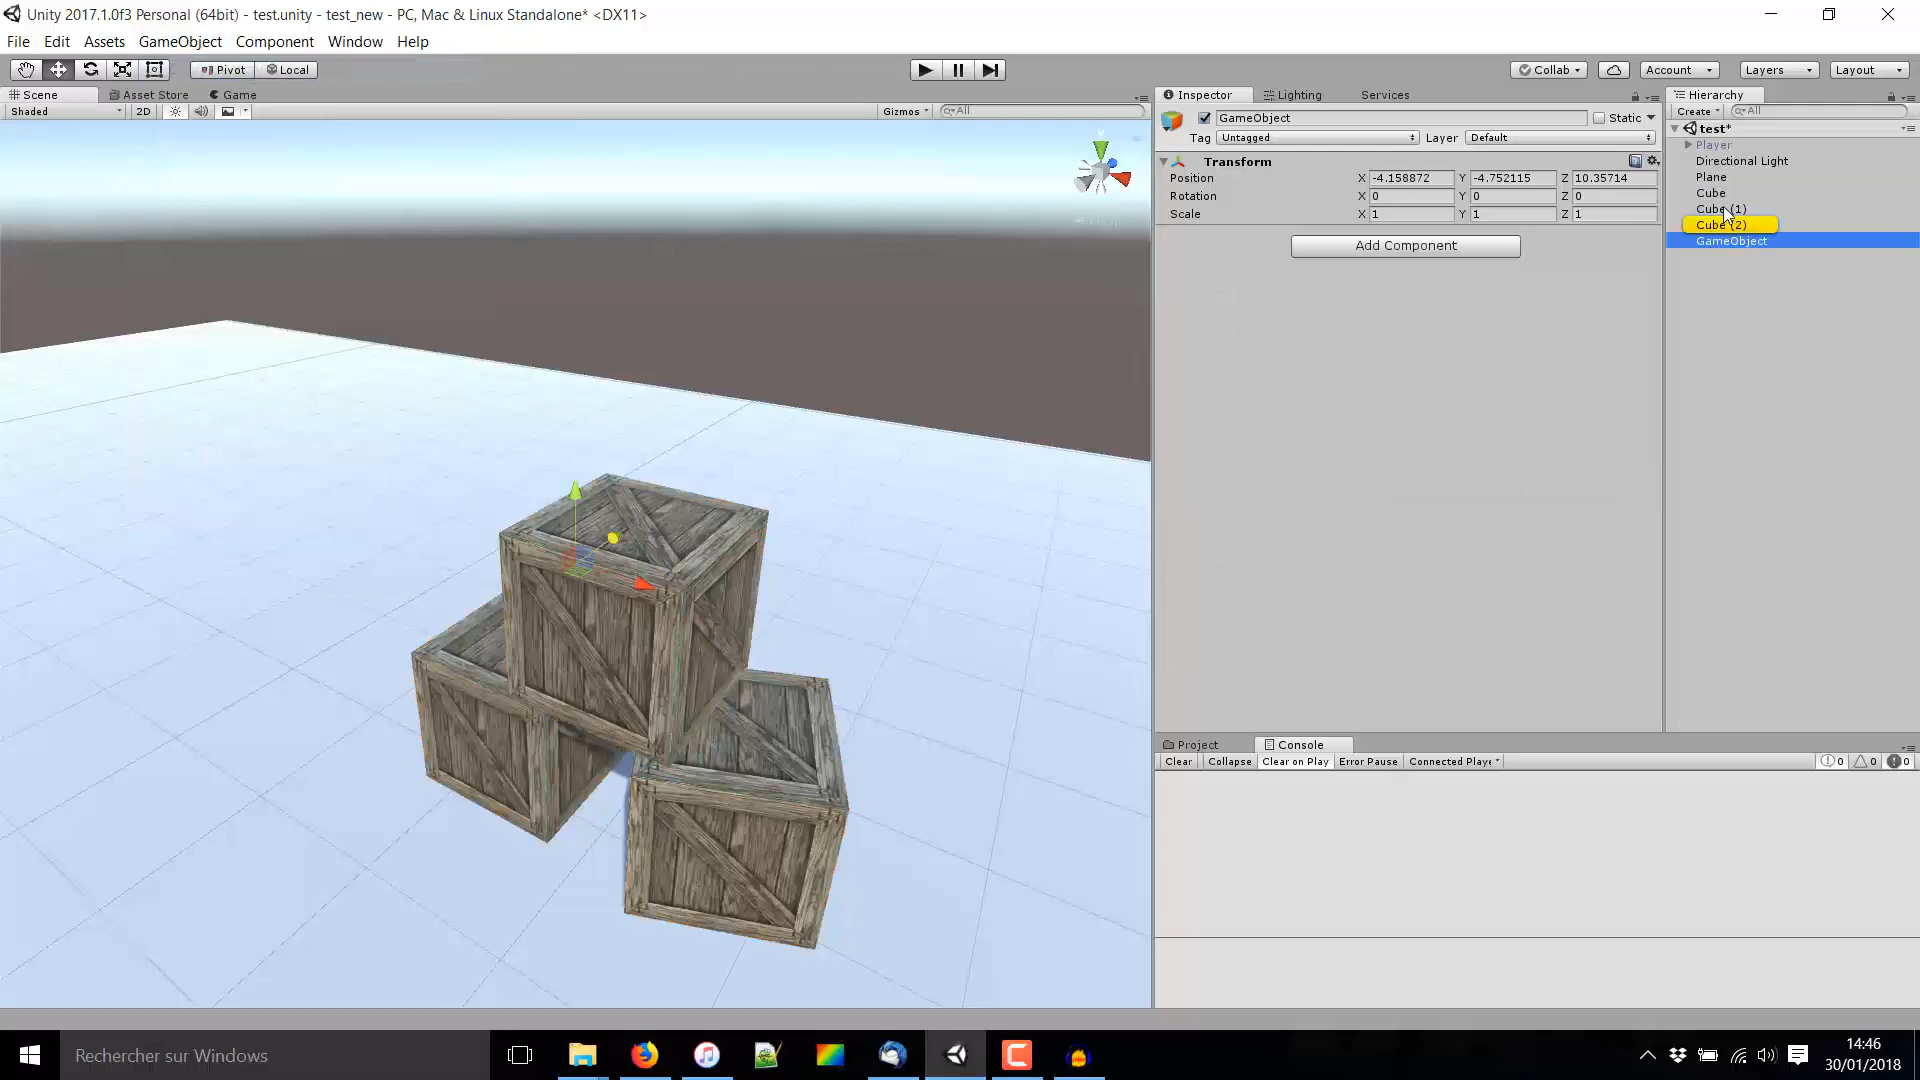 Unity 2017.1.0f3 Personal (64bit) - test.unity - test_new - PC, Mac & Linux Standalone* <DX11>
File Edit Assets GameObject Component Window Help
Pivot Local Collab Account Layers Layout
Scene Asset Store Game
Shaded 2D Gizmos All
Inspector Lighting Services
GameObject Static
Tag Untagged Layer Default
Transform
Position X -4.158872 Y -4.752115 Z 10.35714
Rotation X 0 Y 0 Z 0
Scale X 1 Y 1 Z 1
Add Component
Hierarchy
Create All
test*
Player
Directional Light
Plane
Cube
Cube (1)
Cube (2)
GameObject
Project Console
Clear Collapse Clear on Play Error Pause Connected Playe 0 0 0
Rechercher sur Windows
14:46
30/01/2018